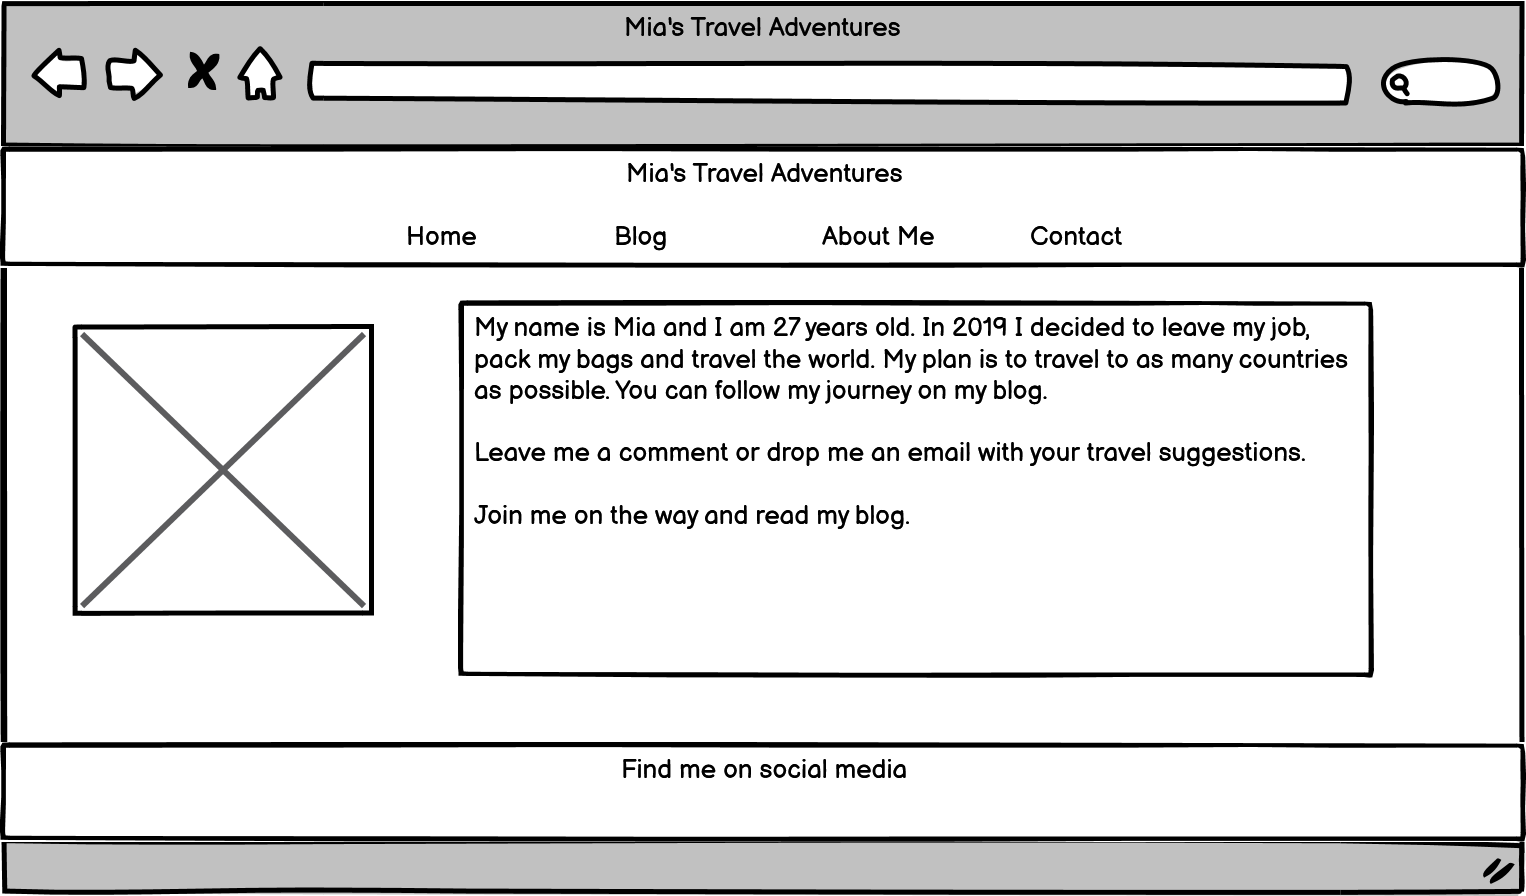 Mia's Travel Adventures
Mia's Travel Adventures
Home Blog About Me Contact
My name is Mia and I am 27 years old. In 2019 I decided to leave my job,
pack my bags and travel the world. My plan is to travel to as many countries
as possible. You can follow my journey on my blog.
Leave me a comment or drop me an email with your travel suggestions.
Join me on the way and read my blog.
Find me on social media